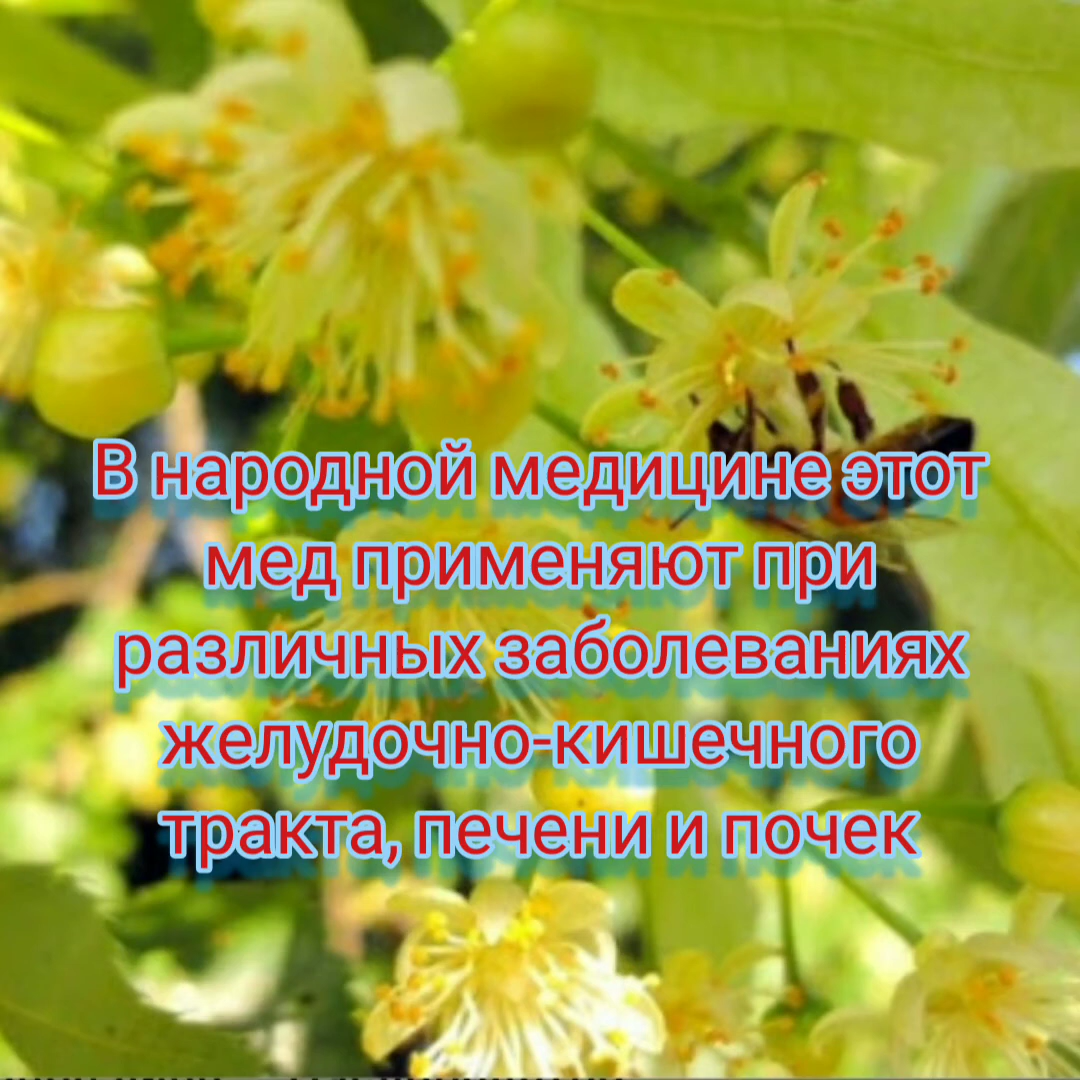 В народной медицине этот
мед применяют при
различных заболеваниях
желудочно-кишечного
тракта, печени и почек